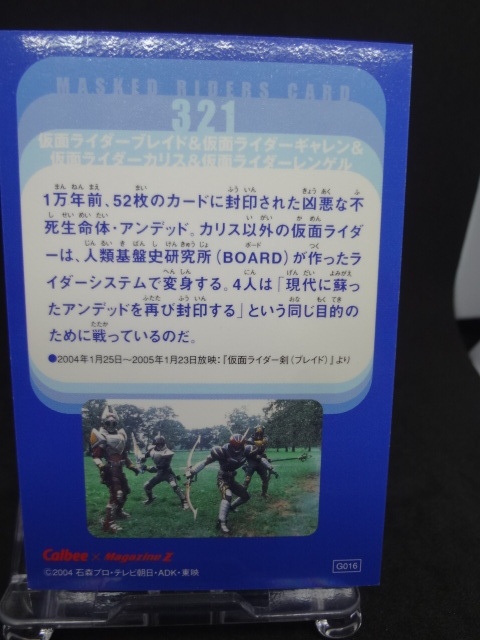 MASKED RIDERS CARD
321
仮面ライダーブレイド&仮面ライダーギャレン&
仮面ライダーカリス&仮面ライダーレンゲル
1万年前、52枚のカードに封印された凶悪な不
死生命体・アンデッド。カリス以外の仮面ライダ
ーは、人類基盤史研究所(BOARD)が作ったラ
イダーシステムで変身する。4人は「現代に蘇っ
たアンデッドを再び封印する」という同じ目的の
ために戦っているのだ。
●2004年1月25日〜2005年1月23日放映:『仮面ライダー剣(ブレイド)』より
Calbee × Magazine Z
©2004 石森プロ・テレビ朝日・ADK・東映
G016